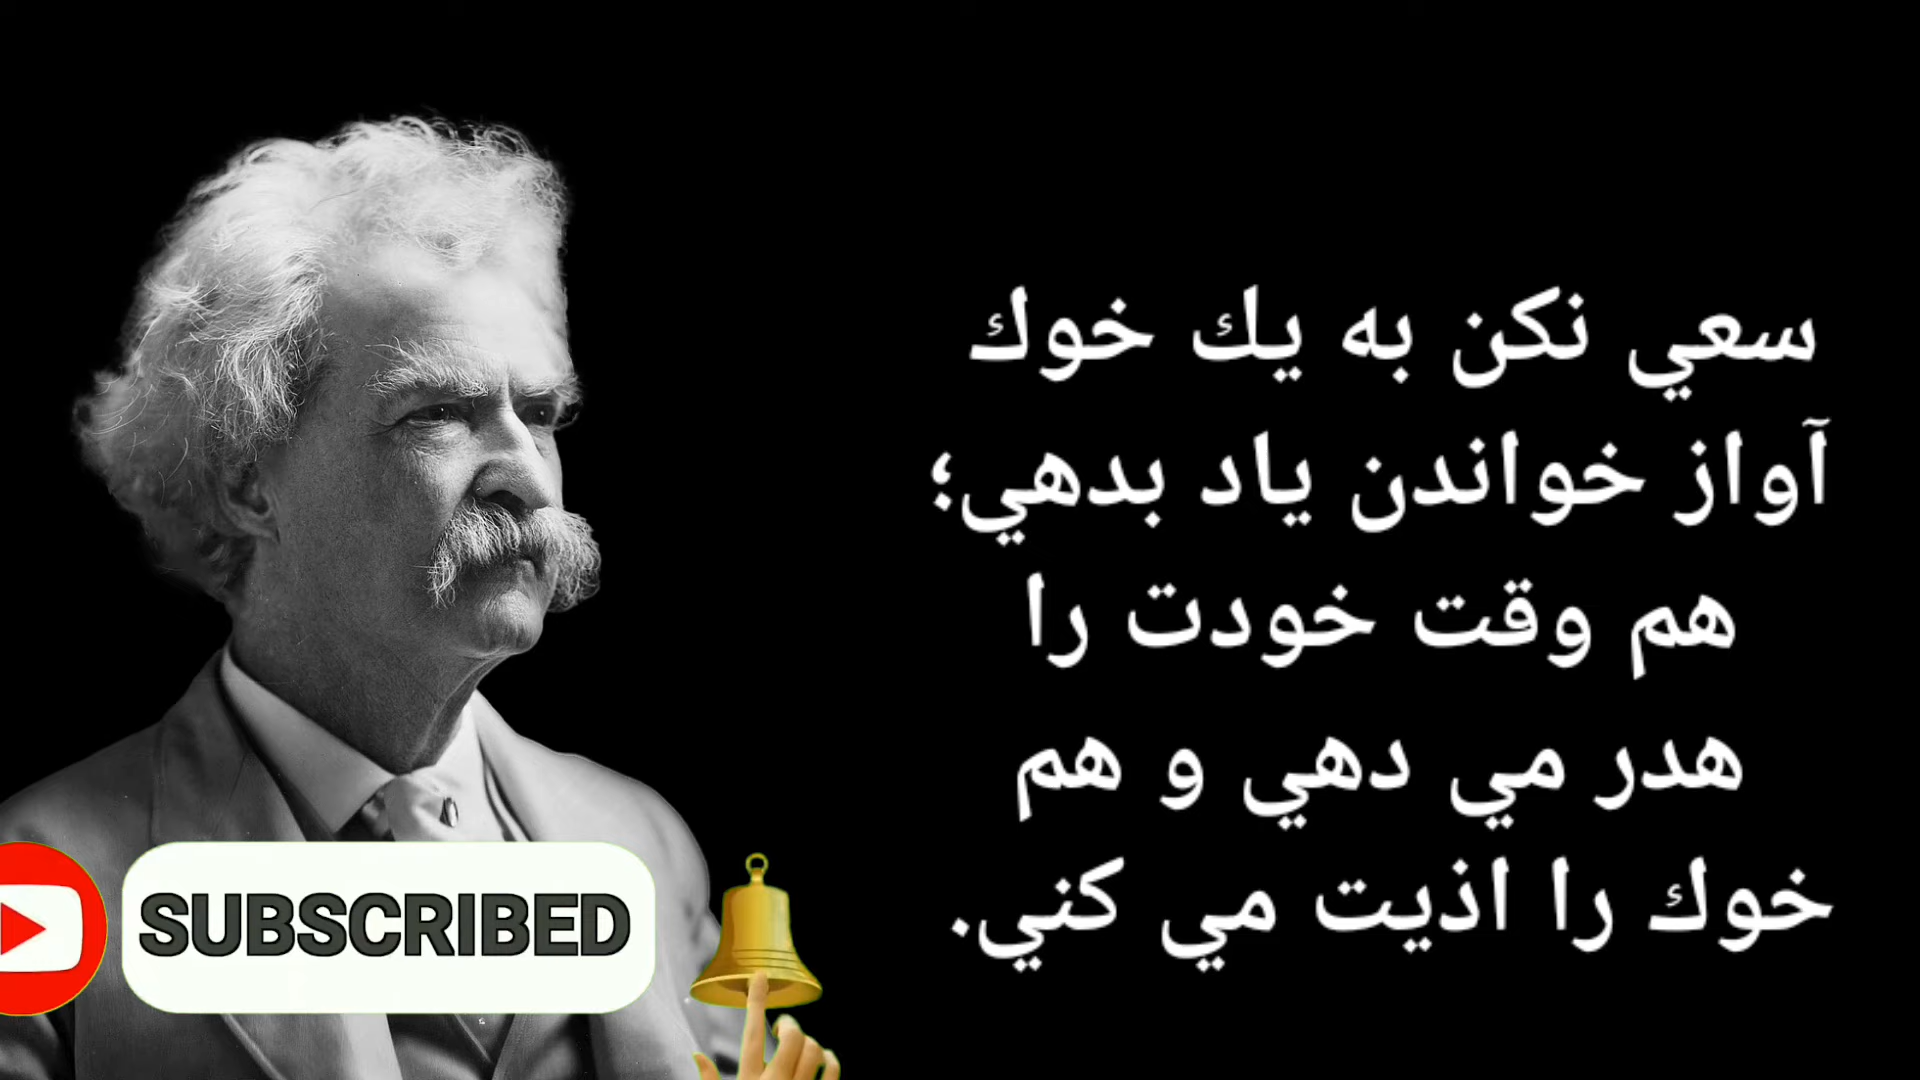 سعي نكن به يك خوك
آواز خواندن ياد بدهي؛
هم وقت خودت را
هدر مي دهي و هم
خوك را اذيت مي كني.
SUBSCRIBED